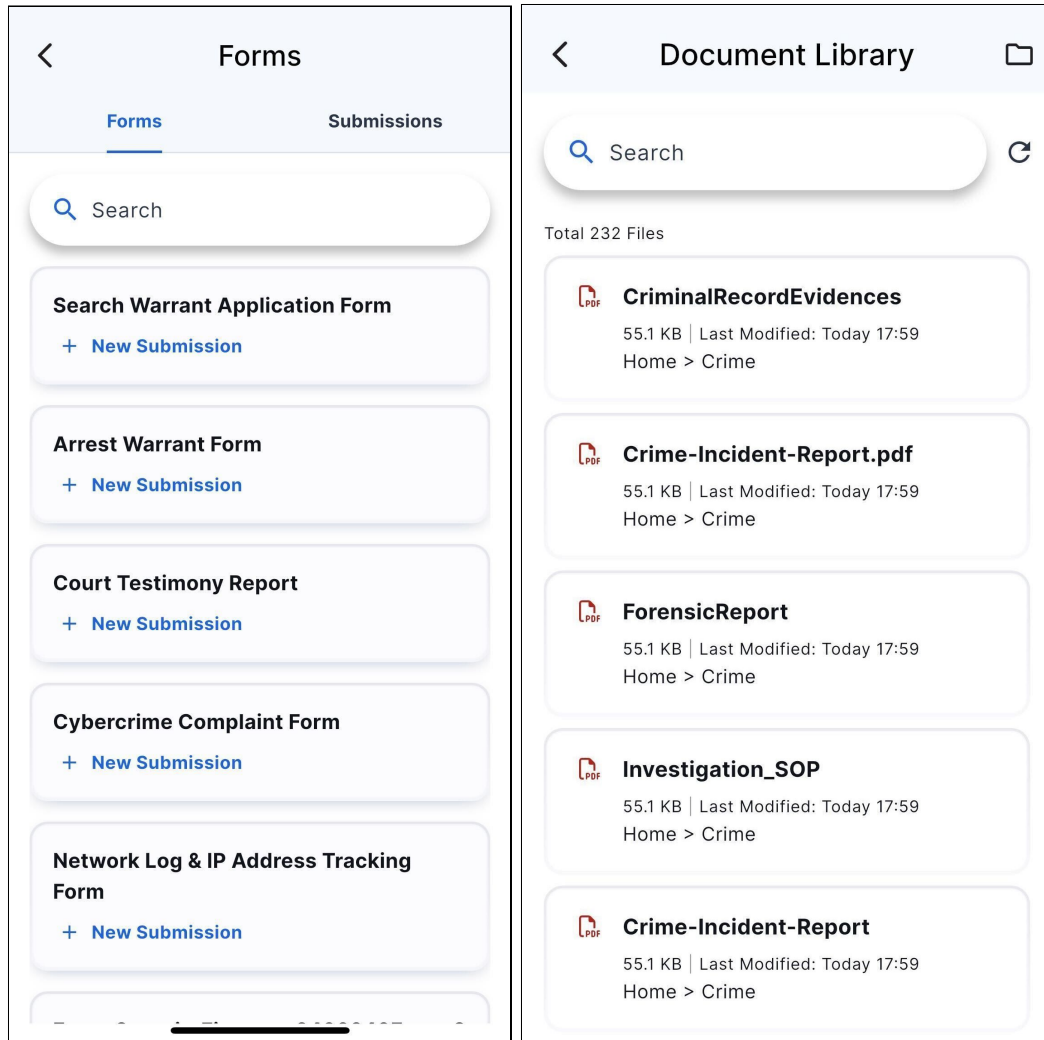 Forms
Forms
Submissions
Search
Search Warrant Application Form
+ New Submission
Arrest Warrant Form
+ New Submission
Court Testimony Report
+ New Submission
Cybercrime Complaint Form
+ New Submission
Network Log & IP Address Tracking
Form
+ New Submission
Document Library
Search
Total 232 Files
PDF
CriminalRecordEvidences
55.1 KB | Last Modified: Today 17:59
Home > Crime
PDF
Crime-Incident-Report.pdf
55.1 KB | Last Modified: Today 17:59
Home > Crime
PDF
ForensicReport
55.1 KB | Last Modified: Today 17:59
Home > Crime
PDF
Investigation_SOP
55.1 KB | Last Modified: Today 17:59
Home > Crime
PDF
Crime-Incident-Report
55.1 KB | Last Modified: Today 17:59
Home > Crime